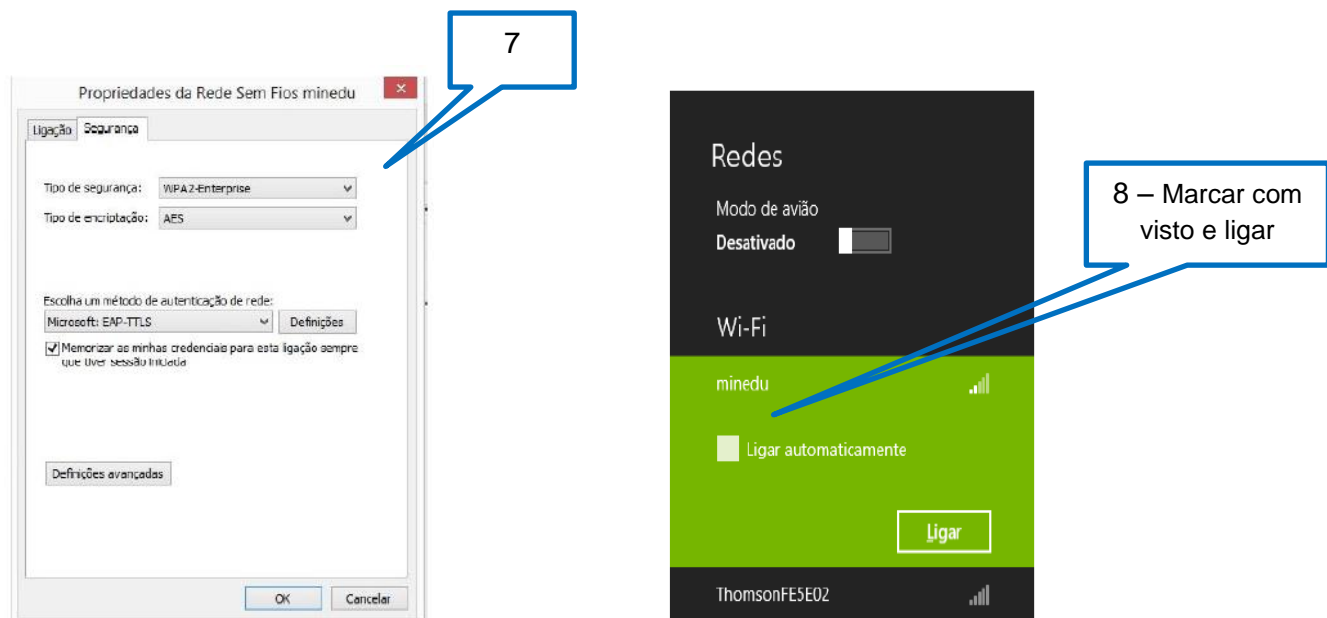 7
Propriedades da Rede Sem Fios minedu
Ligação Segurança
Tipo de segurança: WPA2-Enterprise
Tipo de encriptação: AES
Escolha um método de autenticação de rede:
Microsoft: EAP-TTLS Definições
Memorizar as minhas credenciais para esta ligação sempre
que tiver sessão iniciada
Definições avançadas
OK Cancelar
Redes
Modo de avião
Desativado
8 – Marcar com
visto e ligar
Wi-Fi
minedu
Ligar automaticamente
Ligar
ThomsonFE5E02